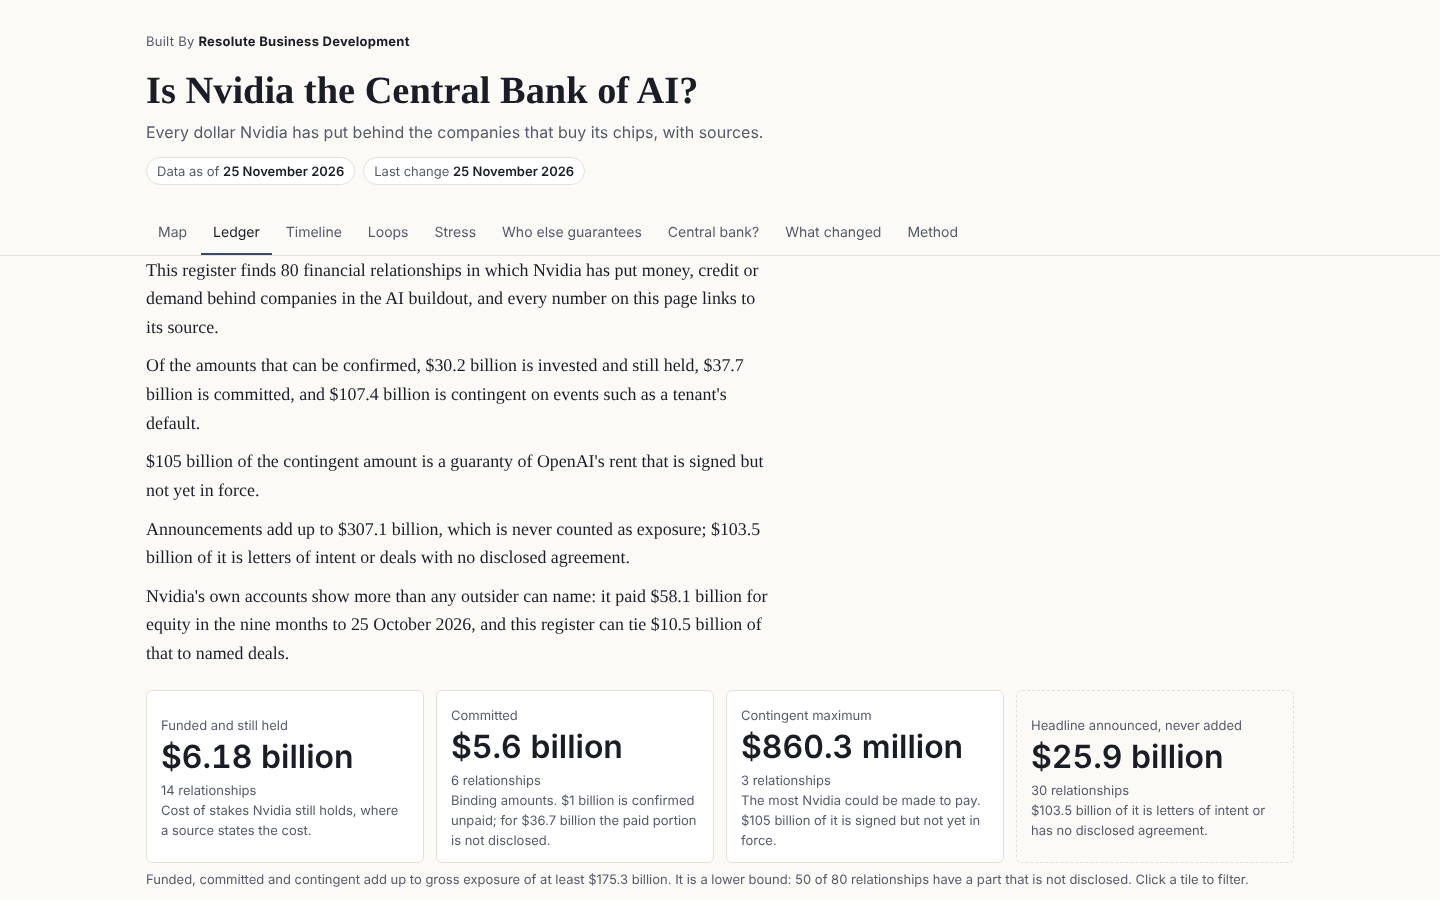 Built By Resolute Business Development
Is Nvidia the Central Bank of AI?
Every dollar Nvidia has put behind the companies that buy its chips, with sources.
Data as of 25 November 2026
Last change 25 November 2026
Map
Ledger
Timeline
Loops
Stress
Who else guarantees
Central bank?
What changed
Method
This register finds 80 financial relationships in which Nvidia has put money, credit or
demand behind companies in the AI buildout, and every number on this page links to
its source.
Of the amounts that can be confirmed, $30.2 billion is invested and still held, $37.7
billion is committed, and $107.4 billion is contingent on events such as a tenant's
default.
$105 billion of the contingent amount is a guaranty of OpenAI's rent that is signed but
not yet in force.
Announcements add up to $307.1 billion, which is never counted as exposure; $103.5
billion of it is letters of intent or deals with no disclosed agreement.
Nvidia's own accounts show more than any outsider can name: it paid $58.1 billion for
equity in the nine months to 25 October 2026, and this register can tie $10.5 billion of
that to named deals.
Funded and still held
$6.18 billion
14 relationships
Cost of stakes Nvidia still holds, where
a source states the cost.
Committed
$5.6 billion
6 relationships
Binding amounts. $1 billion is confirmed
unpaid; for $36.7 billion the paid portion
is not disclosed.
Contingent maximum
$860.3 million
3 relationships
The most Nvidia could be made to pay.
$105 billion of it is signed but not yet in
force.
Headline announced, never added
$25.9 billion
30 relationships
$103.5 billion of it is letters of intent or
has no disclosed agreement.
Funded, committed and contingent add up to gross exposure of at least $175.3 billion. It is a lower bound: 50 of 80 relationships have a part that is not disclosed. Click a tile to filter.